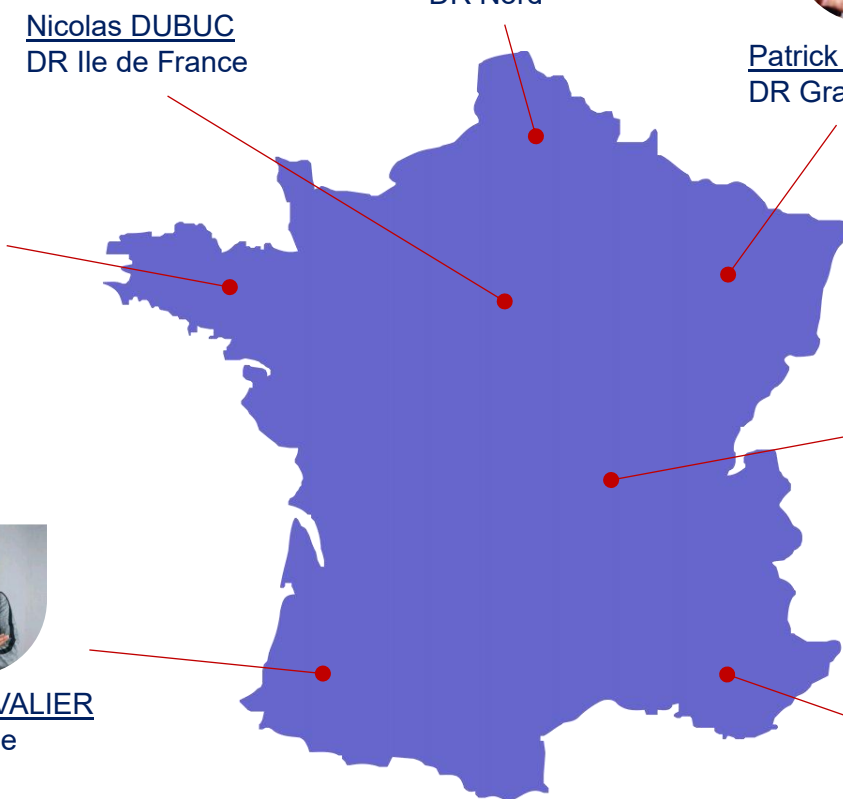 DR Nord
Nicolas DUBUC
DR Ile de France
Patrick
DR Gra
VALIER
e